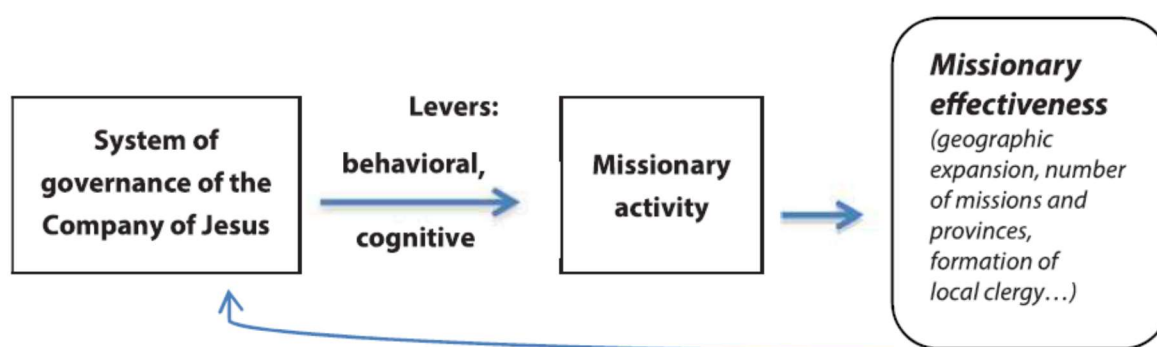 System of
governance of the
Company of Jesus
Levers:
behavioral,
cognitive
Missionary
activity
Missionary
effectiveness
(geographic
expansion, number
of missions and
provinces,
formation of
local clergy…)